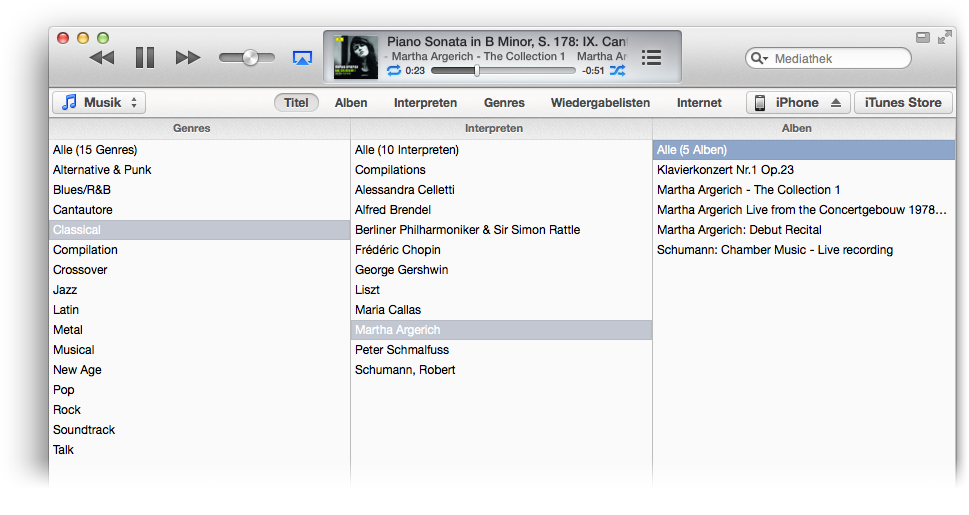 Piano Sonata in B Minor, S. 178: IX. Cant
- Martha Argerich - The Collection 1 Martha Ar
0:23 -0:51
Mediathek
Musik
Titel Alben Interpreten Genres Wiedergabelisten Internet
iPhone
iTunes Store
Genres
Alle (15 Genres)
Alternative & Punk
Blues/R&B
Cantautore
Classical
Compilation
Crossover
Jazz
Latin
Metal
Musical
New Age
Pop
Rock
Soundtrack
Talk
Interpreten
Alle (10 Interpreten)
Compilations
Alessandra Celletti
Alfred Brendel
Berliner Philharmoniker & Sir Simon Rattle
Frédéric Chopin
George Gershwin
Liszt
Maria Callas
Martha Argerich
Peter Schmalfuss
Schumann, Robert
Alben
Alle (5 Alben)
Klavierkonzert Nr.1 Op.23
Martha Argerich - The Collection 1
Martha Argerich Live from the Concertgebouw 1978…
Martha Argerich: Debut Recital
Schumann: Chamber Music - Live recording